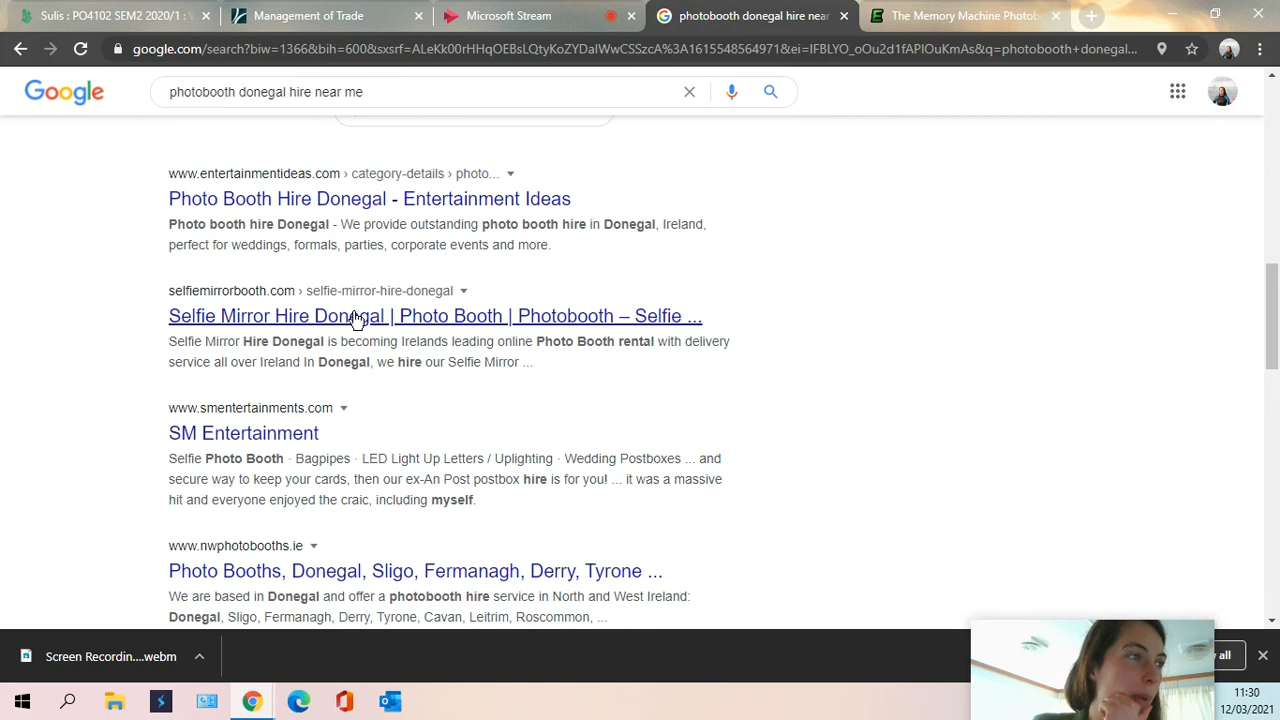 Sulis : PO4102 SEM2 2020/1 :
Management of Trade
Microsoft Stream
photobooth donegal hire near
The Memory Machine Photob
google.com/search?biw=1366&bih=600&sxsrf=ALeKk00rHHqOEBsLQtyKoZYDaIWwCSSzcA%3A1615548564971&ei=IFBLYO_oOu2d1fAPIOuKmAs&q=photobooth+donegal...
Google
photobooth donegal hire near me
www.entertainmentideas.com › category-details › photo...
Photo Booth Hire Donegal - Entertainment Ideas
Photo booth hire Donegal - We provide outstanding photo booth hire in Donegal, Ireland,
perfect for weddings, formals, parties, corporate events and more.
selfiemirrorbooth.com › selfie-mirror-hire-donegal
Selfie Mirror Hire Donegal | Photo Booth | Photobooth – Selfie ...
Selfie Mirror Hire Donegal is becoming Irelands leading online Photo Booth rental with delivery
service all over Ireland In Donegal, we hire our Selfie Mirror ...
www.smentertainments.com
SM Entertainment
Selfie Photo Booth · Bagpipes · LED Light Up Letters / Uplighting · Wedding Postboxes ... and
secure way to keep your cards, then our ex-An Post postbox hire is for you! ... it was a massive
hit and everyone enjoyed the craic, including myself.
www.nwphotobooths.ie
Photo Booths, Donegal, Sligo, Fermanagh, Derry, Tyrone ...
We are based in Donegal and offer a photobooth hire service in North and West Ireland:
Donegal, Sligo, Fermanagh, Derry, Tyrone, Cavan, Leitrim, Roscommon, ...
Screen Recordin....webm
all
11:30
12/03/2021